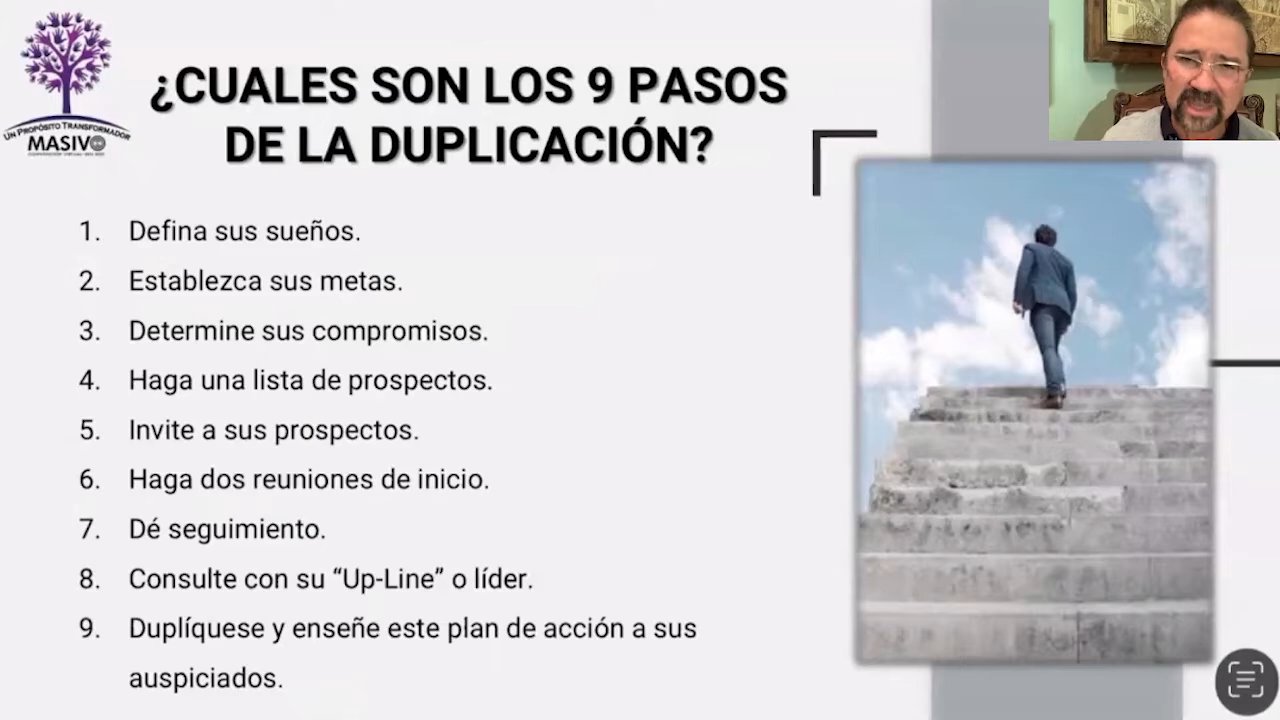 ¿CUALES SON LOS 9 PASOS
DE LA DUPLICACIÓN?
UN PROPÓSITO TRANSFORMADOR
MASIVO
1. Defina sus sueños.
2. Establezca sus metas.
3. Determine sus compromisos.
4. Haga una lista de prospectos.
5. Invite a sus prospectos.
6. Haga dos reuniones de inicio.
7. Dé seguimiento.
8. Consulte con su “Up-Line” o líder.
9. Duplíquese y enseñe este plan de acción a sus
auspiciados.